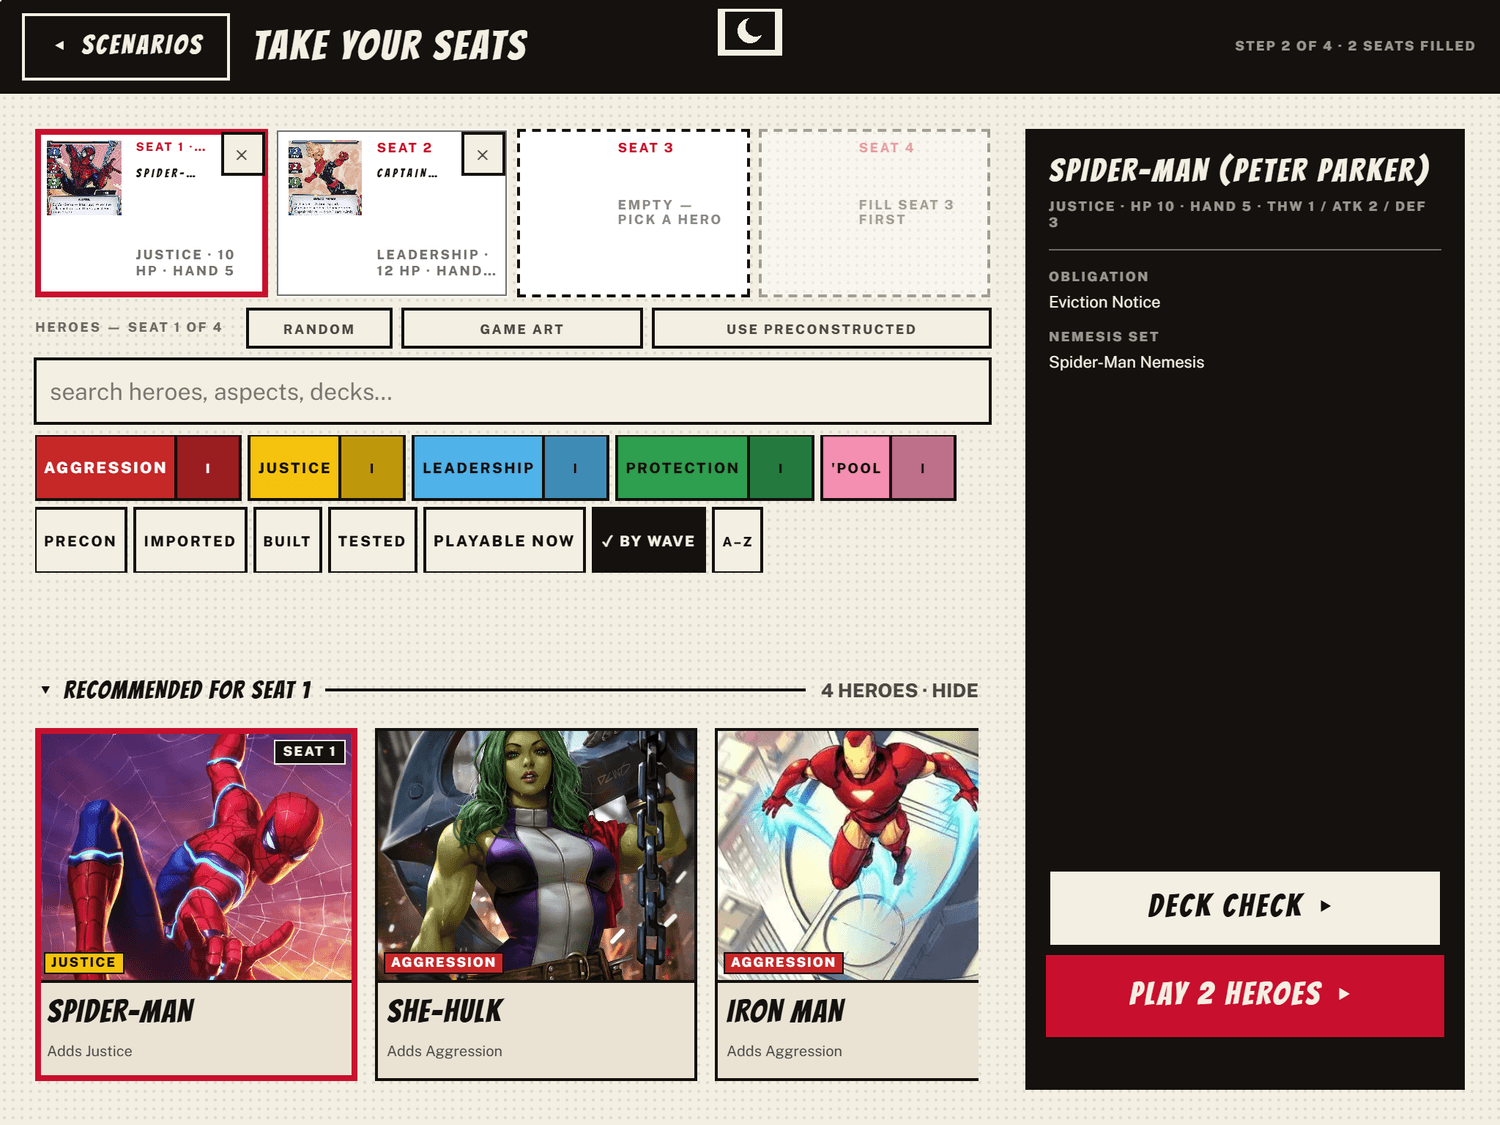 ◂ SCENARIOS
TAKE YOUR SEATS
STEP 2 OF 4 · 2 SEATS FILLED
SEAT 1 ·...
SPIDER-...
JUSTICE · 10
HP · HAND 5
×
SEAT 2
CAPTAIN...
LEADERSHIP ·
12 HP · HAND...
×
SEAT 3
EMPTY —
PICK A HERO
SEAT 4
FILL SEAT 3
FIRST
HEROES — SEAT 1 OF 4
RANDOM
GAME ART
USE PRECONSTRUCTED
search heroes, aspects, decks...
AGGRESSION I
JUSTICE I
LEADERSHIP I
PROTECTION I
'POOL I
PRECON
IMPORTED
BUILT
TESTED
PLAYABLE NOW
✓ BY WAVE
A–Z
▾ RECOMMENDED FOR SEAT 1
4 HEROES · HIDE
SEAT 1
JUSTICE
SPIDER-MAN
Adds Justice
AGGRESSION
SHE-HULK
Adds Aggression
AGGRESSION
IRON MAN
Adds Aggression
SPIDER-MAN (PETER PARKER)
JUSTICE · HP 10 · HAND 5 · THW 1 / ATK 2 / DEF
3
OBLIGATION
Eviction Notice
NEMESIS SET
Spider-Man Nemesis
DECK CHECK ▸
PLAY 2 HEROES ▸